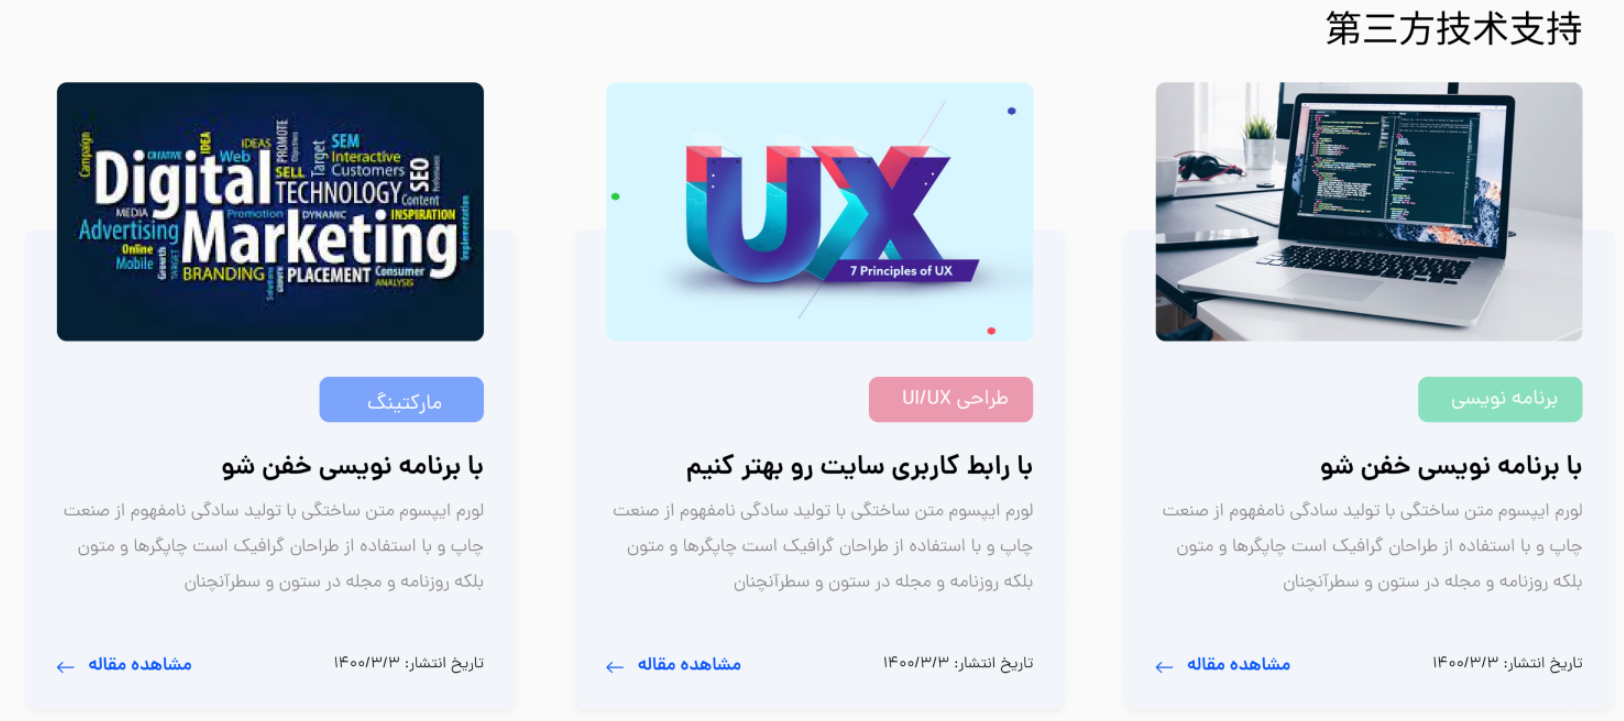 第三方技术支持
برنامه نویسی
با برنامه نویسی خفن شو
لورم ایپسوم متن ساختگی با تولید سادگی نامفهوم از صنعت
چاپ و با استفاده از طراحان گرافیک است چاپگرها و متون
بلکه روزنامه و مجله در ستون و سطرآنچنان
تاریخ انتشار: ۱۴۰۰/۳/۳
مشاهده مقاله ←
UX
7 Principles of UX
طراحی UI/UX
با رابط کاربری سایت رو بهتر کنیم
لورم ایپسوم متن ساختگی با تولید سادگی نامفهوم از صنعت
چاپ و با استفاده از طراحان گرافیک است چاپگرها و متون
بلکه روزنامه و مجله در ستون و سطرآنچنان
تاریخ انتشار: ۱۴۰۰/۳/۳
مشاهده مقاله ←
Campaign
CREATIVE
IDEA
Web
IDEAS
PROMOTE
Objective
Target
SEM
Interactive
Customers
SEO
Performance
Digital
SELL
TECHNOLOGY
Content
MEDIA
Promotion
DYNAMIC
INSPIRATION
Implementation
Advertising
Marketing
Online
Mobile
Growth
TARGET
BRANDING
Solutions
PLACEMENT
Consumer
ANALYSIS
مارکتینگ
با برنامه نویسی خفن شو
لورم ایپسوم متن ساختگی با تولید سادگی نامفهوم از صنعت
چاپ و با استفاده از طراحان گرافیک است چاپگرها و متون
بلکه روزنامه و مجله در ستون و سطرآنچنان
تاریخ انتشار: ۱۴۰۰/۳/۳
مشاهده مقاله ←